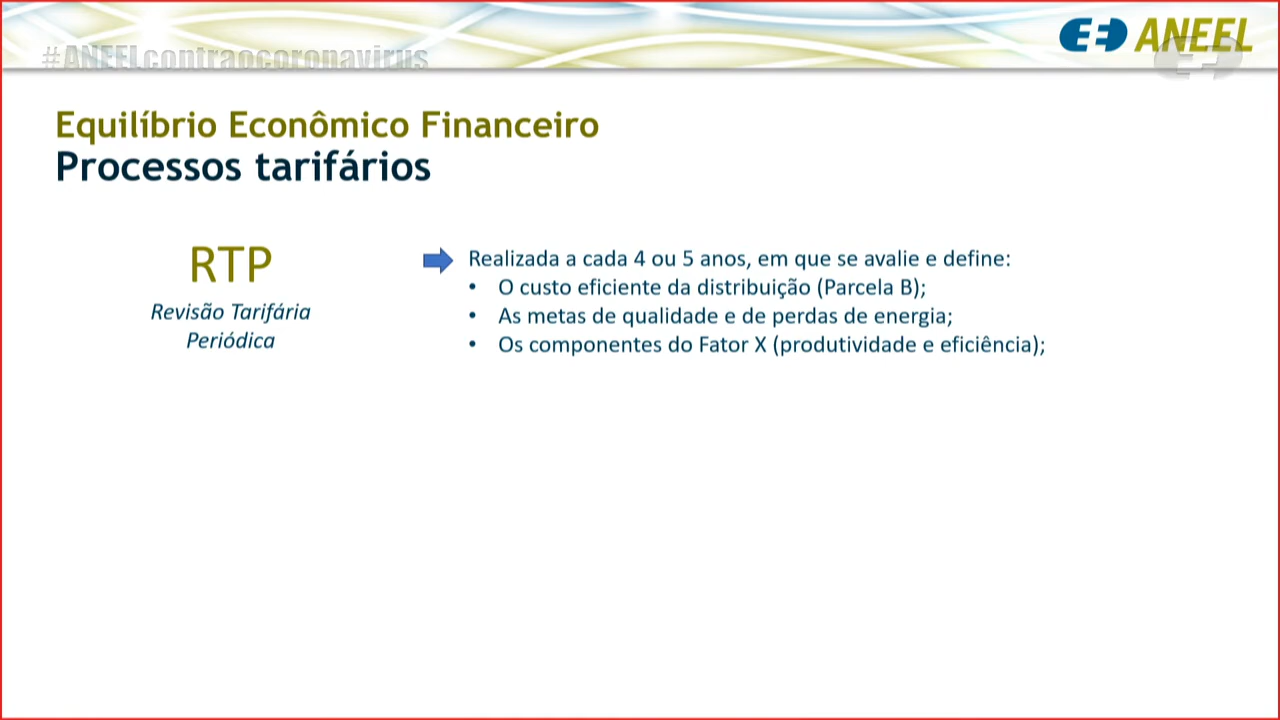 #ANEELcontraocoronavirus
ANEEL
Equilíbrio Econômico Financeiro
Processos tarifários
RTP
Revisão Tarifária
Periódica
Realizada a cada 4 ou 5 anos, em que se avalie e define:
• O custo eficiente da distribuição (Parcela B);
• As metas de qualidade e de perdas de energia;
• Os componentes do Fator X (produtividade e eficiência);